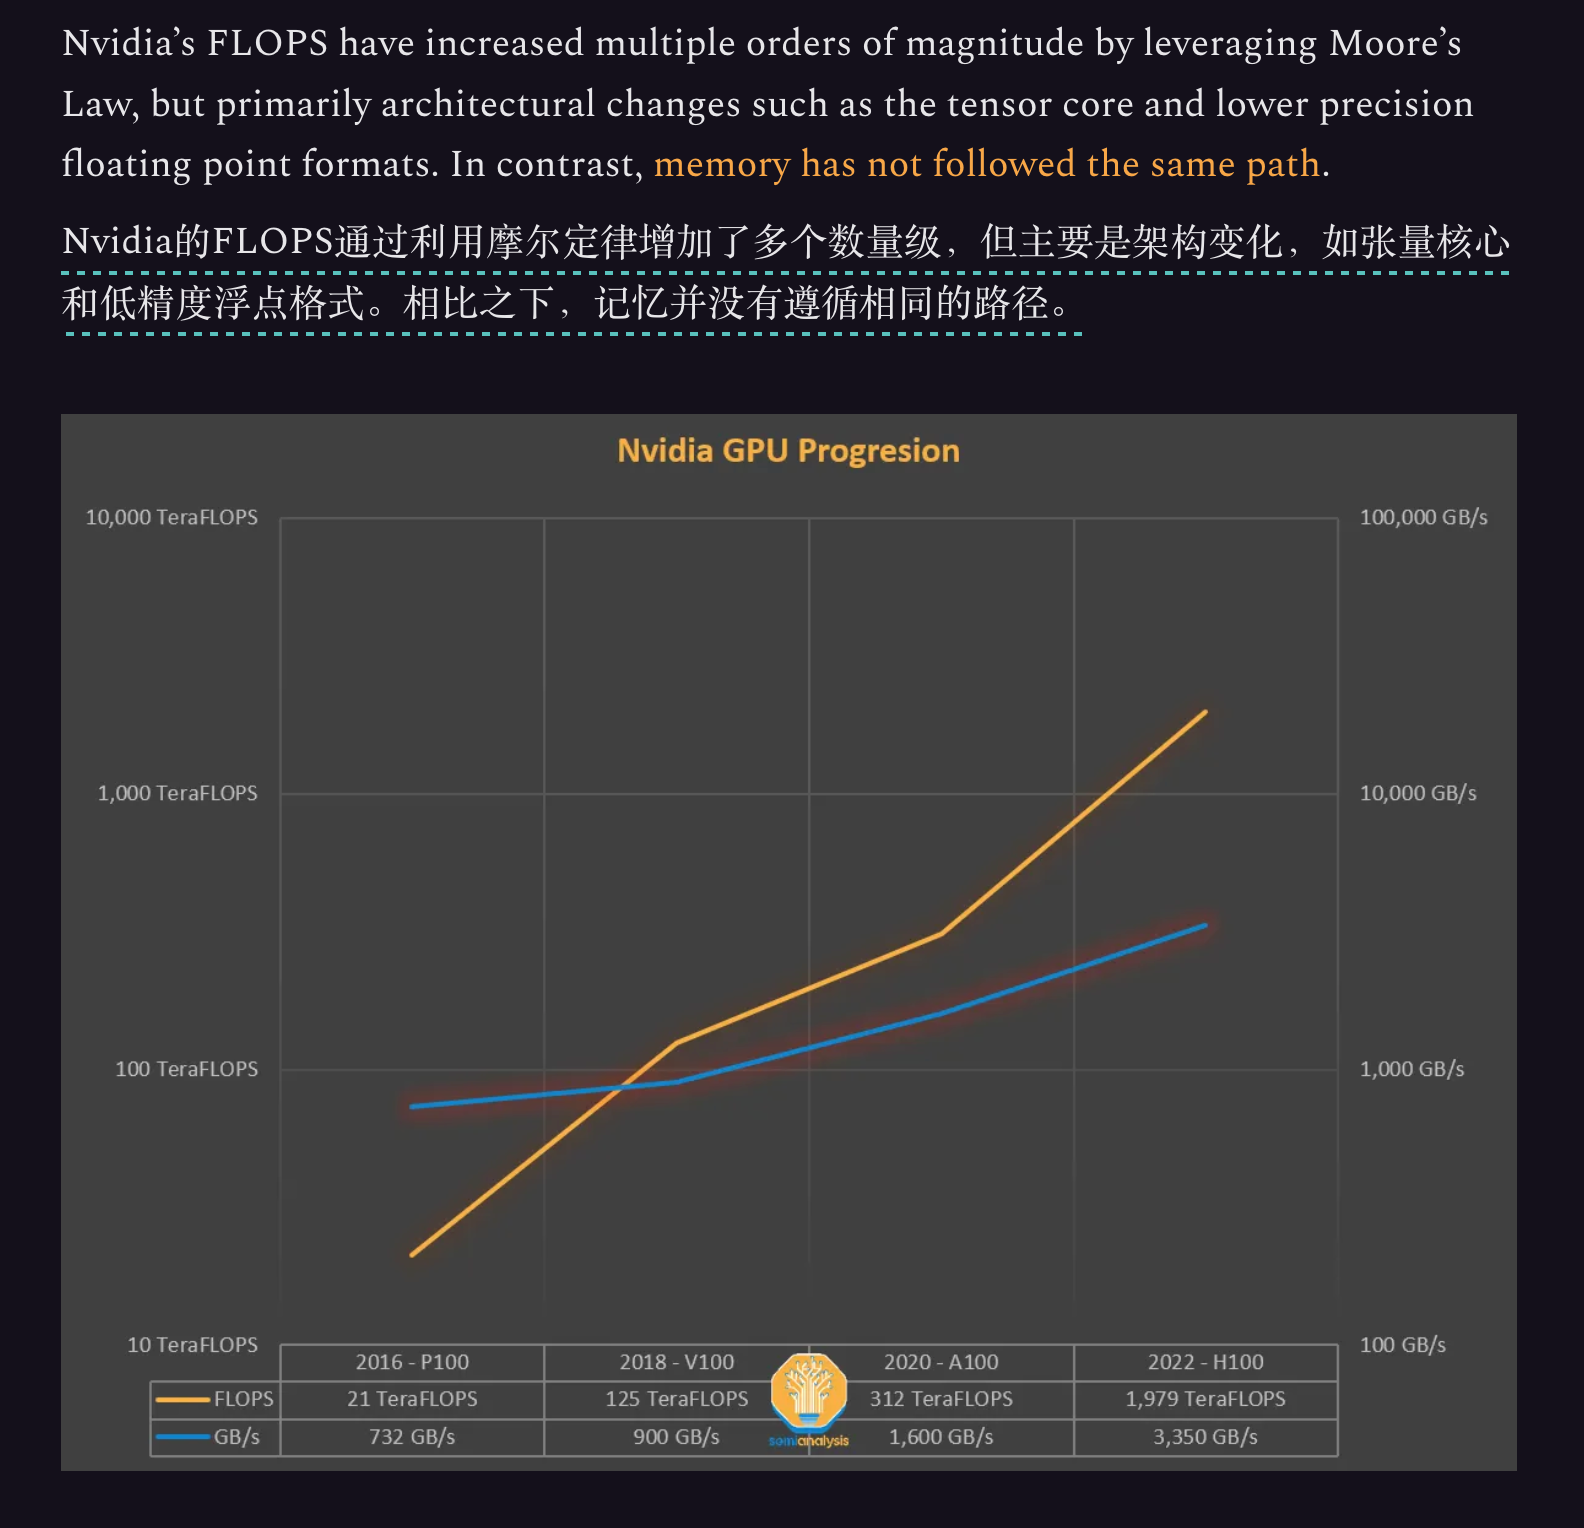 Nvidia’s FLOPS have increased multiple orders of magnitude by leveraging Moore’s
Law, but primarily architectural changes such as the tensor core and lower precision
floating point formats. In contrast, memory has not followed the same path.
Nvidia的FLOPS通过利用摩尔定律增加了多个数量级，但主要是架构变化，如张量核心
和低精度浮点格式。相比之下，记忆并没有遵循相同的路径。
Nvidia GPU Progresion
10,000 TeraFLOPS
100,000 GB/s
1,000 TeraFLOPS
10,000 GB/s
100 TeraFLOPS
1,000 GB/s
10 TeraFLOPS
100 GB/s
2016 - P100 2018 - V100 2020 - A100 2022 - H100
FLOPS 21 TeraFLOPS 125 TeraFLOPS 312 TeraFLOPS 1,979 TeraFLOPS
GB/s 732 GB/s 900 GB/s 1,600 GB/s 3,350 GB/s
semianalysis